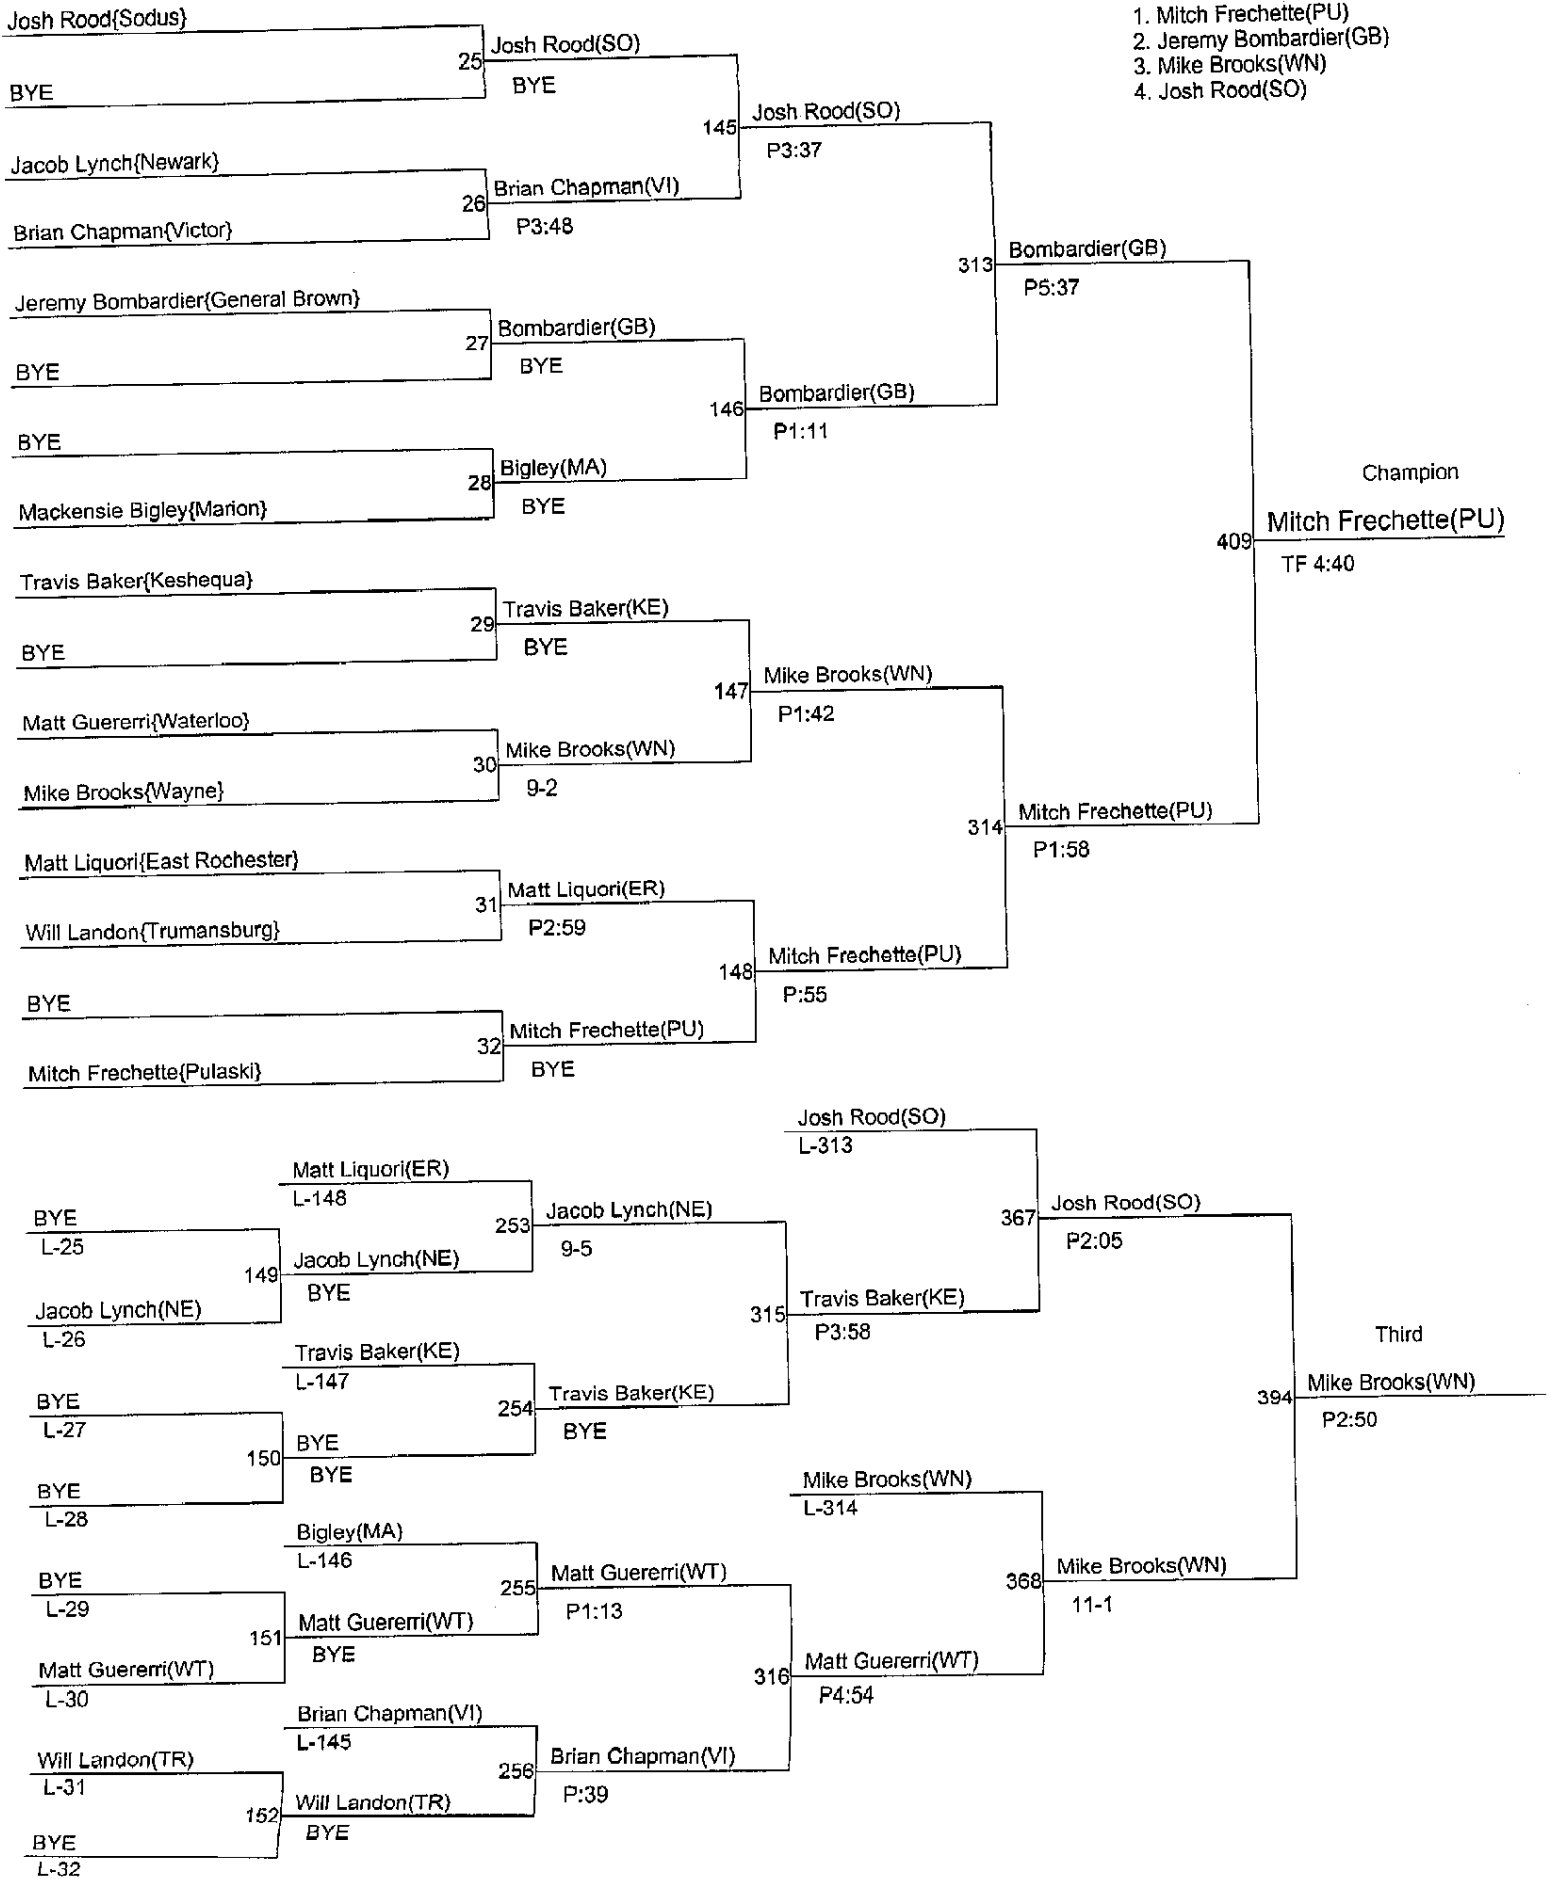 1. Mitch Frechette(PU)
2. Jeremy Bombardier(GB)
3. Mike Brooks(WN)
4. Josh Rood(SO)
Josh Rood{Sodus}
25
Josh Rood(SO)
BYE
BYE
145
Josh Rood(SO)
P3:37
Jacob Lynch{Newark}
26
Brian Chapman(VI)
P3:48
Brian Chapman{Victor}
313
Bombardier(GB)
P5:37
Jeremy Bombardier{General Brown}
27
Bombardier(GB)
BYE
BYE
146
Bombardier(GB)
P1:11
BYE
28
Bigley(MA)
BYE
Mackensie Bigley{Marion}
Champion
409
Mitch Frechette(PU)
TF 4:40
Travis Baker{Keshequa}
29
Travis Baker(KE)
BYE
BYE
147
Mike Brooks(WN)
P1:42
Matt Guererri{Waterloo}
30
Mike Brooks(WN)
9-2
Mike Brooks{Wayne}
314
Mitch Frechette(PU)
P1:58
Matt Liquori{East Rochester}
31
Matt Liquori(ER)
P2:59
Will Landon{Trumansburg}
148
Mitch Frechette(PU)
P:55
BYE
32
Mitch Frechette(PU)
BYE
Mitch Frechette{Pulaski}
Josh Rood(SO)
L-313
Matt Liquori(ER)
L-148
BYE
L-25
253
Jacob Lynch(NE)
9-5
367
Josh Rood(SO)
P2:05
149
Jacob Lynch(NE)
BYE
Jacob Lynch(NE)
L-26
315
Travis Baker(KE)
P3:58
Travis Baker(KE)
L-147
Third
BYE
L-27
254
Travis Baker(KE)
BYE
394
Mike Brooks(WN)
P2:50
150
BYE
BYE
BYE
L-28
Mike Brooks(WN)
L-314
Bigley(MA)
L-146
BYE
L-29
255
Matt Guererri(WT)
P1:13
368
Mike Brooks(WN)
11-1
151
Matt Guererri(WT)
BYE
Matt Guererri(WT)
L-30
316
Matt Guererri(WT)
P4:54
Brian Chapman(VI)
L-145
Will Landon(TR)
L-31
256
Brian Chapman(VI)
P:39
152
Will Landon(TR)
BYE
BYE
L-32